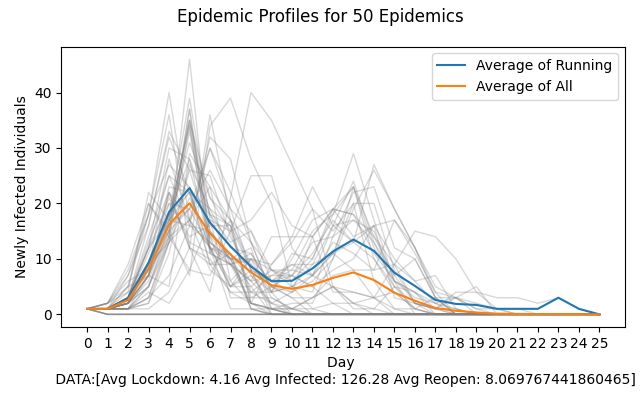 Epidemic Profiles for 50 Epidemics
Average of Running
Average of All
Newly Infected Individuals
40
30
20
10
0
0 1 2 3 4 5 6 7 8 9 10 11 12 13 14 15 16 17 18 19 20 21 22 23 24 25
Day
DATA:[Avg Lockdown: 4.16 Avg Infected: 126.28 Avg Reopen: 8.069767441860465]